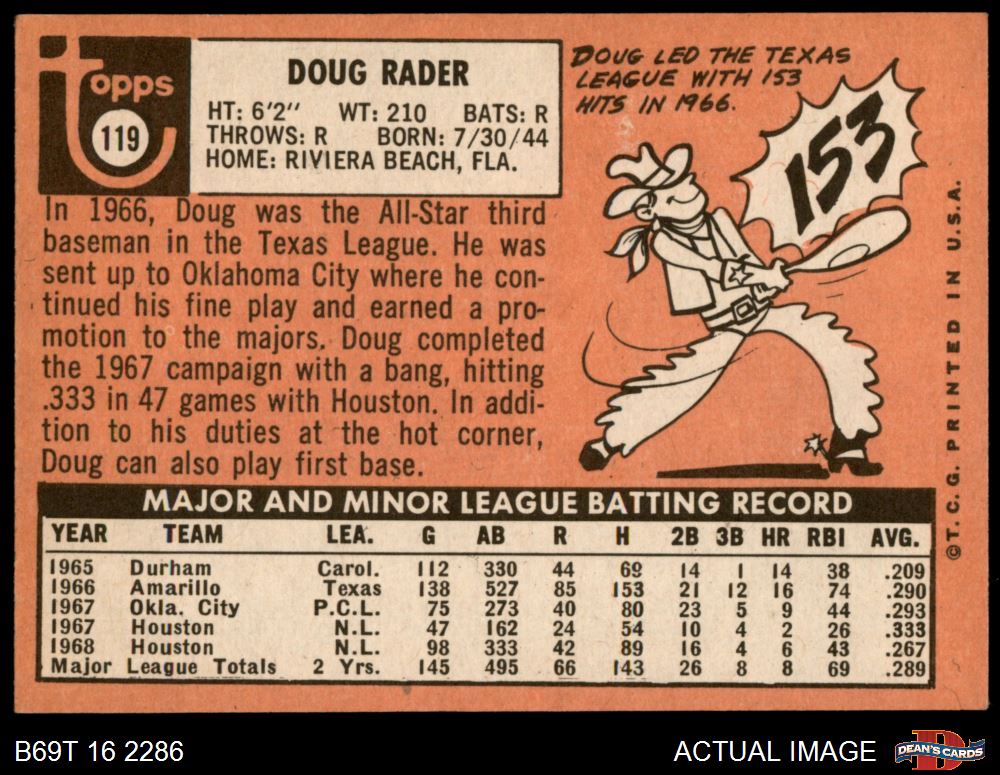 Topps
119
DOUG RADER
HT: 6'2" WT: 210 BATS: R
THROWS: R BORN: 7/30/44
HOME: RIVIERA BEACH, FLA.
DOUG LED THE TEXAS
LEAGUE WITH 153
HITS IN 1966.
153
In 1966, Doug was the All-Star third
baseman in the Texas League. He was
sent up to Oklahoma City where he con-
tinued his fine play and earned a pro-
motion to the majors. Doug completed
the 1967 campaign with a bang, hitting
.333 in 47 games with Houston. In addi-
tion to his duties at the hot corner,
Doug can also play first base.
MAJOR AND MINOR LEAGUE BATTING RECORD
YEAR TEAM LEA. G AB R H 2B 3B HR RBI AVG.
1965 Durham Carol. 112 330 44 69 14 1 14 38 .209
1966 Amarillo Texas 138 527 85 153 21 12 16 74 .290
1967 Okla. City P.C.L. 75 273 40 80 23 5 9 44 .293
1967 Houston N.L. 47 162 24 54 10 4 2 26 .333
1968 Houston N.L. 98 333 42 89 16 4 6 43 .267
Major League Totals 2 Yrs. 145 495 66 143 26 8 8 69 .289
©T.C.G. PRINTED IN U.S.A.
B69T 16 2286
ACTUAL IMAGE
DEAN'S CARDS